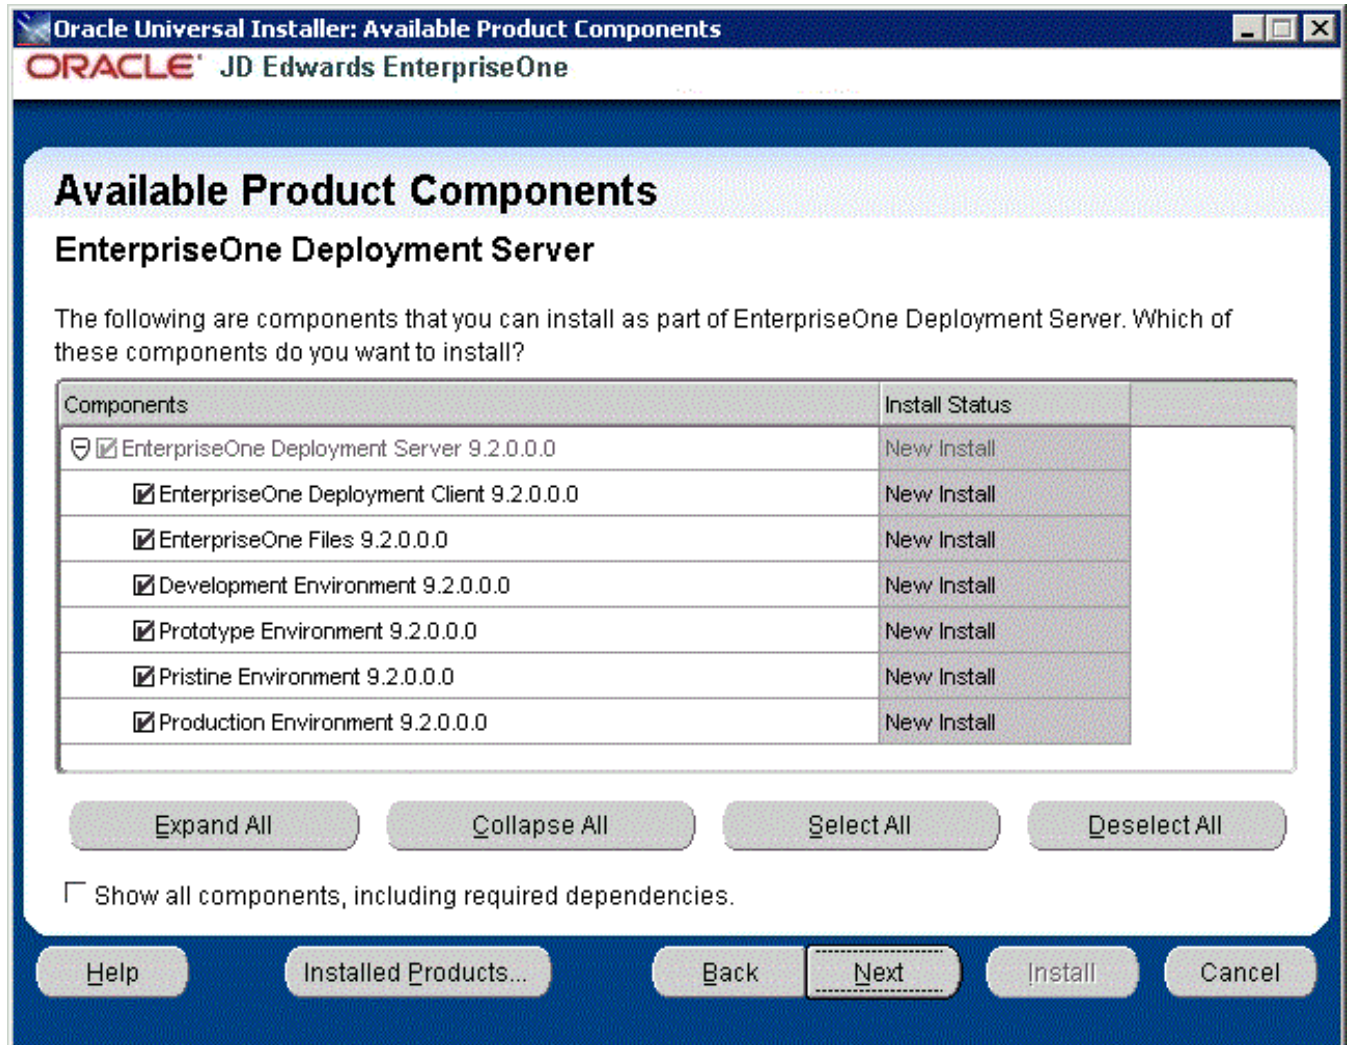 Oracle Universal Installer: Available Product Components
ORACLE JD Edwards EnterpriseOne
Available Product Components
EnterpriseOne Deployment Server
The following are components that you can install as part of EnterpriseOne Deployment Server. Which of
these components do you want to install?
Components Install Status
EnterpriseOne Deployment Server 9.2.0.0.0 New Install
EnterpriseOne Deployment Client 9.2.0.0.0 New Install
EnterpriseOne Files 9.2.0.0.0 New Install
Development Environment 9.2.0.0.0 New Install
Prototype Environment 9.2.0.0.0 New Install
Pristine Environment 9.2.0.0.0 New Install
Production Environment 9.2.0.0.0 New Install
Expand All Collapse All Select All Deselect All
Show all components, including required dependencies.
Help Installed Products... Back Next Install Cancel